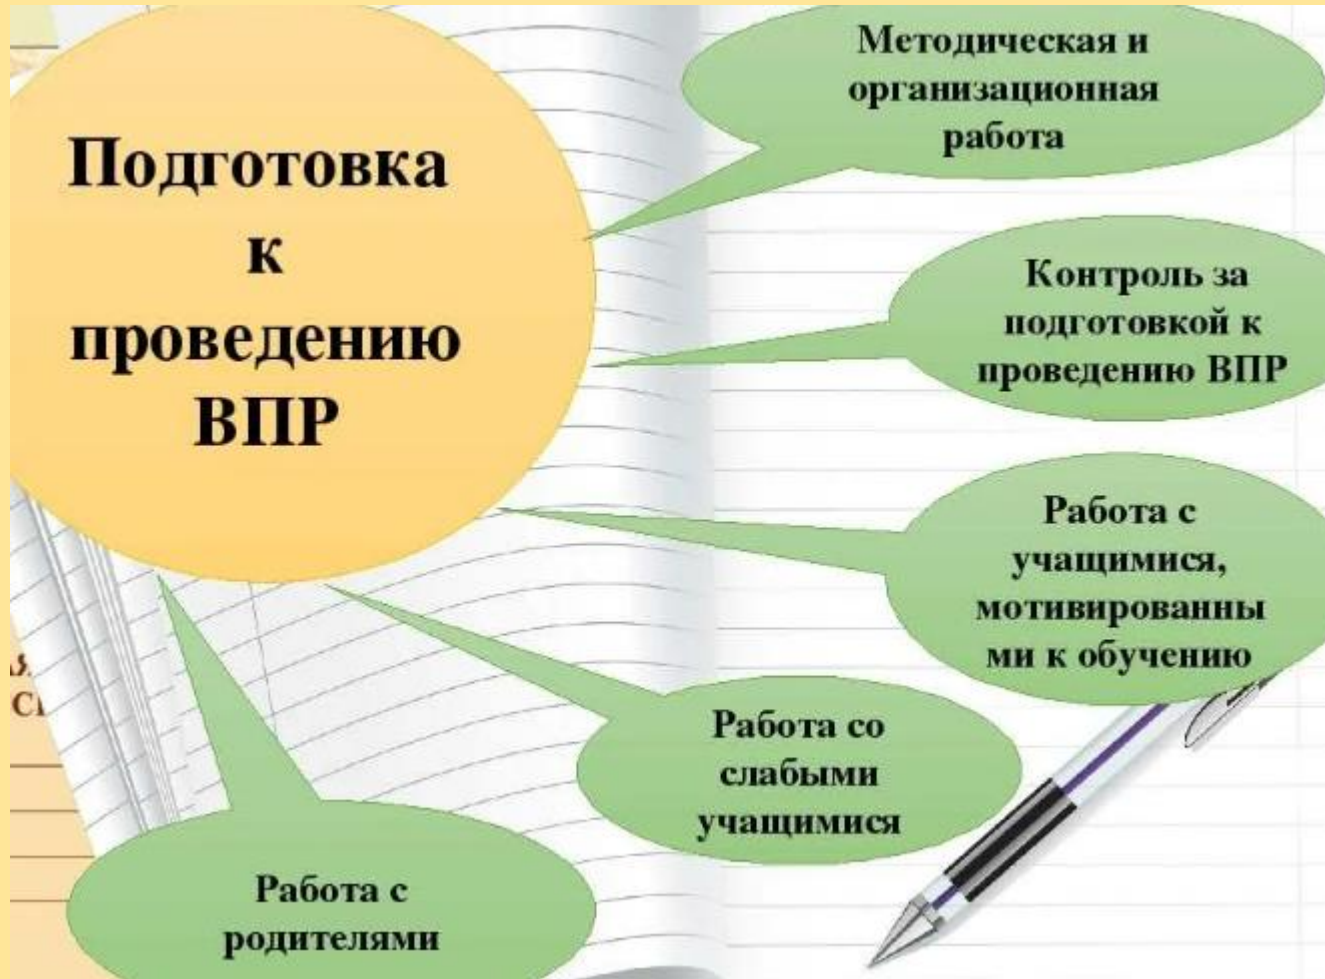 Подготовка
к
проведению
ВПР
Методическая и
организационная
работа
Контроль за
подготовкой к
проведению ВПР
Работа с
учащимися,
мотивированны
ми к обучению
Работа со
слабыми
учащимися
Работа с
родителями